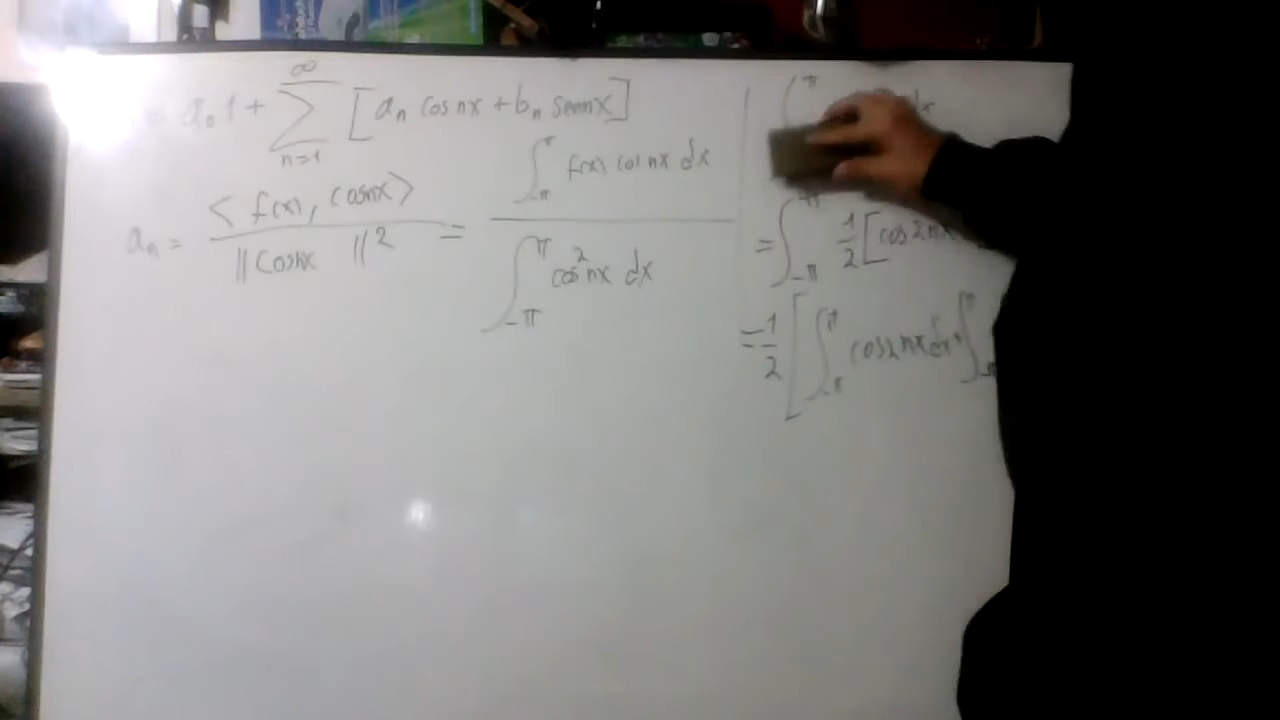 = a₀ 1 + ∑_{n=1}^{∞} [aₙ cos nx + bₙ sen nx]
aₙ = <f(x), cos nx> / ||cos nx||² = ∫_{-π}^{π} f(x) cos nx dx / ∫_{-π}^{π} cos² nx dx
∫^{π} dx
= ∫_{-π}^{π} 1/2 [cos 2nx
= 1/2 [∫_{-π}^{π} cos 2nx dx + ∫_{-π}^{π}